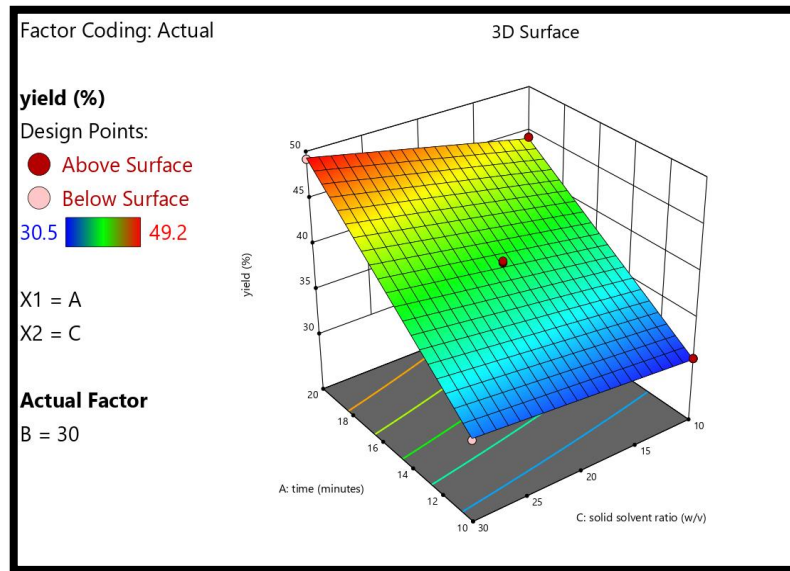 Factor Coding: Actual
3D Surface
yield (%)
Design Points:
Above Surface
Below Surface
30.5 49.2
X1 = A
X2 = C
Actual Factor
B = 30
yield (%)
50
45
40
35
30
20
18
16
14
12
10
A: time (minutes)
30
25
20
15
10
C: solid solvent ratio (w/v)